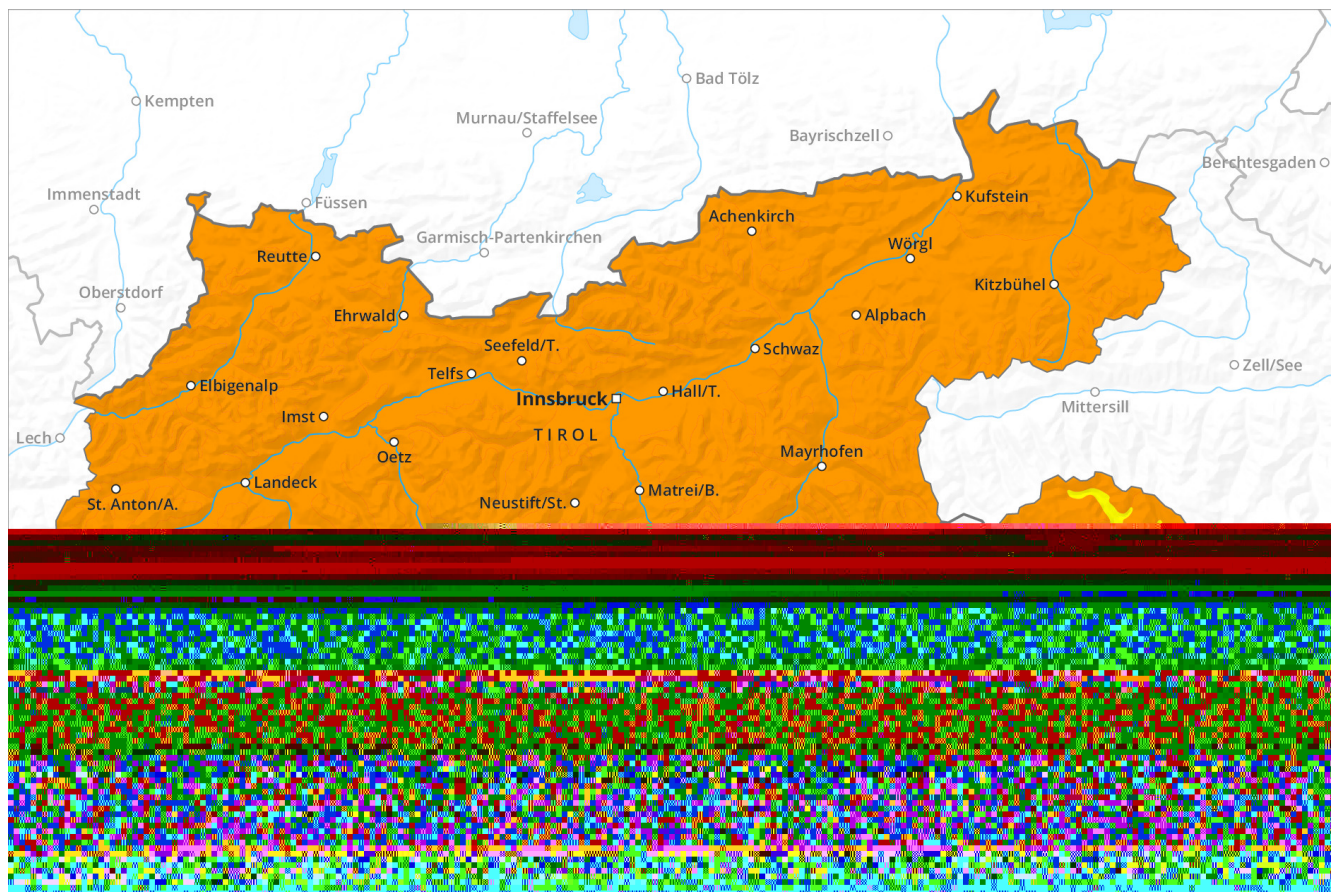 Bad Tölz
Kempten
Murnau/Staffelsee
Bayrischzell
Berchtesgaden
Immenstadt
Füssen
Kufstein
Achenkirch
Garmisch-Partenkirchen
Wörgl
Reutte
Kitzbühel
Oberstdorf
Ehrwald
Alpbach
Seefeld/T.
Schwaz
Zell/See
Telfs
Elbigenalp
Hall/T.
Innsbruck
Mittersill
Imst
TIROL
Lech
Mayrhofen
Oetz
Landeck
Matrei/B.
St. Anton/A.
Neustift/St.